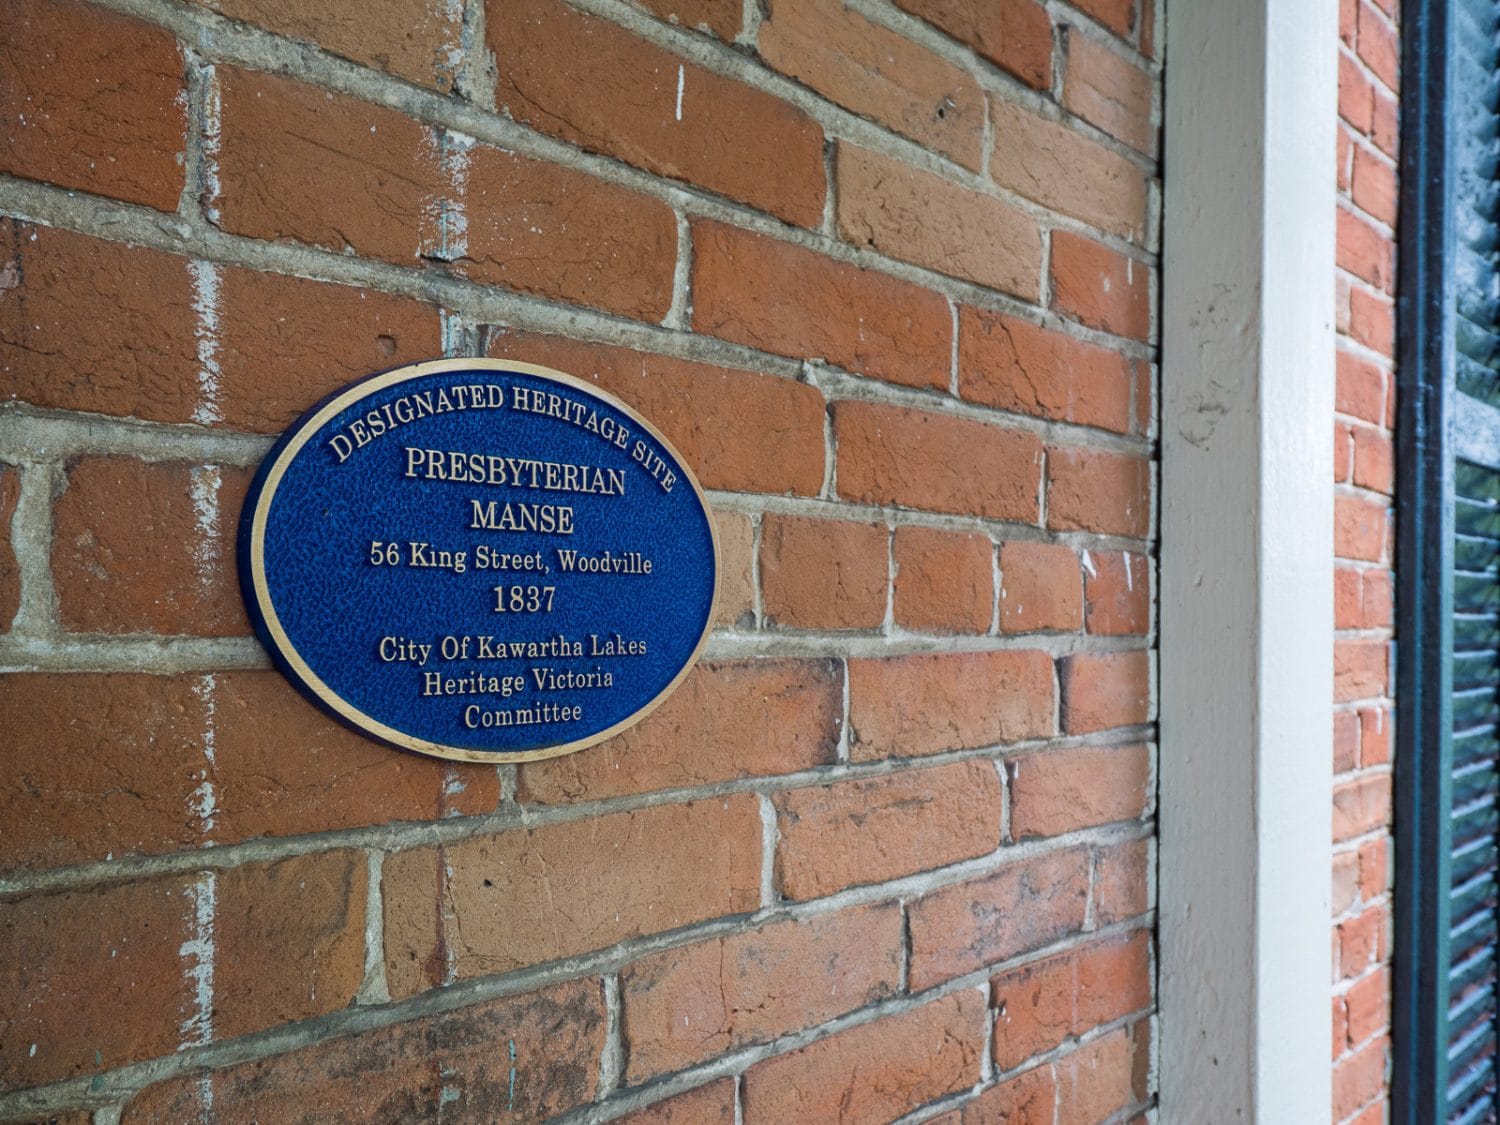 DESIGNATED HERITAGE SITE
PRESBYTERIAN
MANSE
56 King Street, Woodville
1837
City Of Kawartha Lakes
Heritage Victoria
Committee